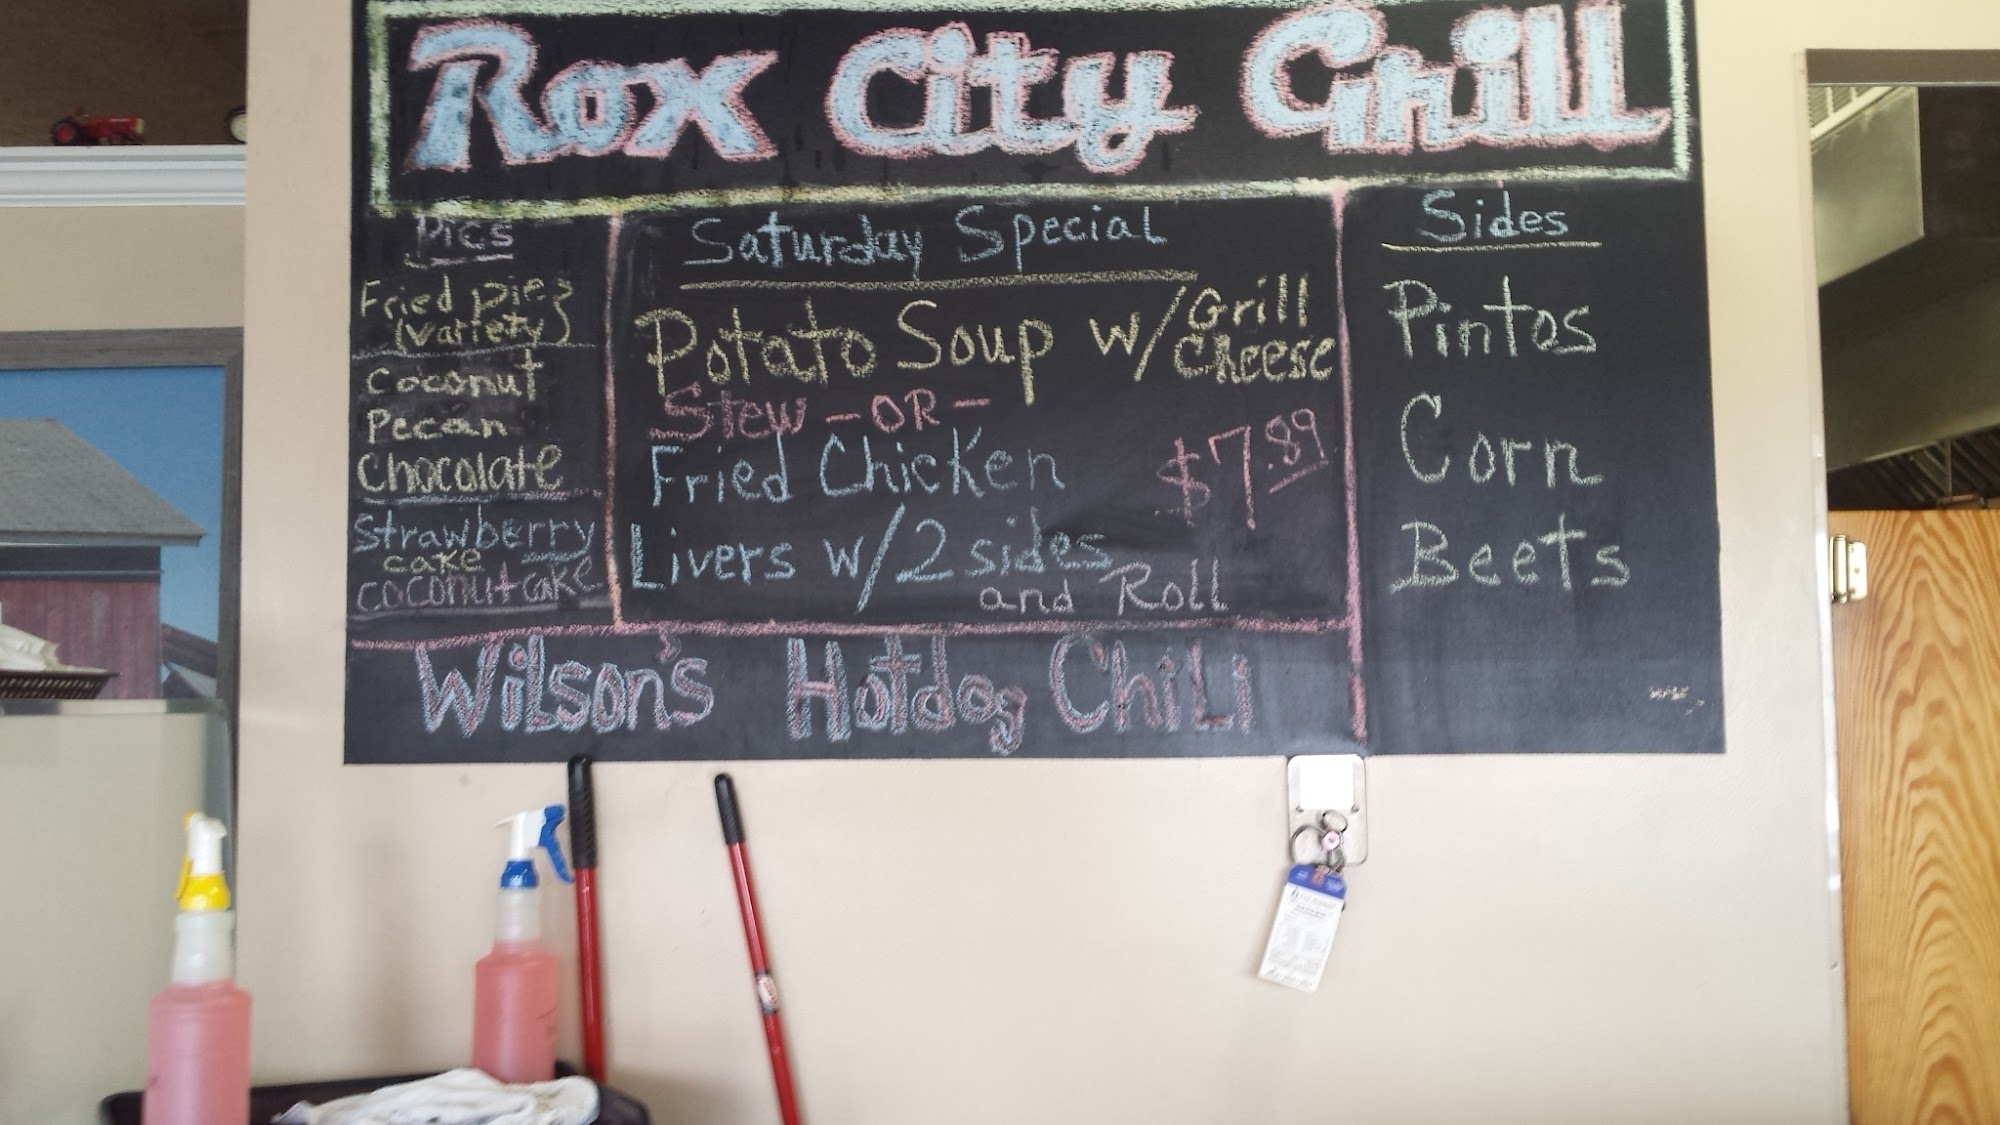 Rox City Grill
Pies
Fried Pies
(variety)
Coconut
Pecan
Chocolate
Strawberry
cake
coconut cake
Saturday Special
Potato Soup w/ Grill
Cheese
Stew -OR-
Fried Chicken $7.89
Livers w/2 sides
and Roll
Sides
Pintos
Corn
Beets
Wilson's Hotdog Chili